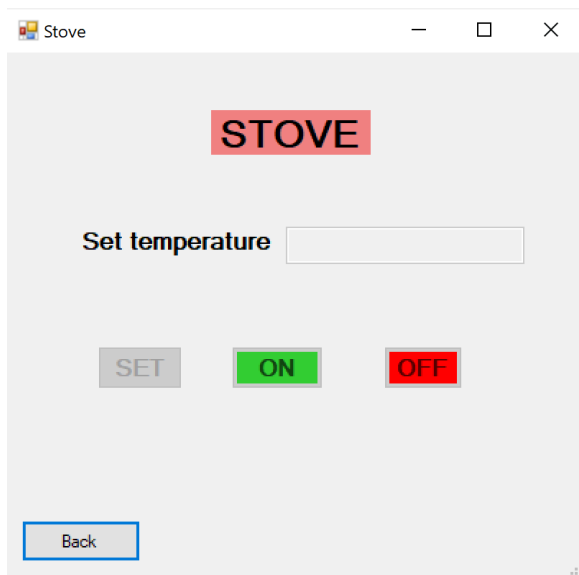 Stove
STOVE
Set temperature
SET ON OFF
Back